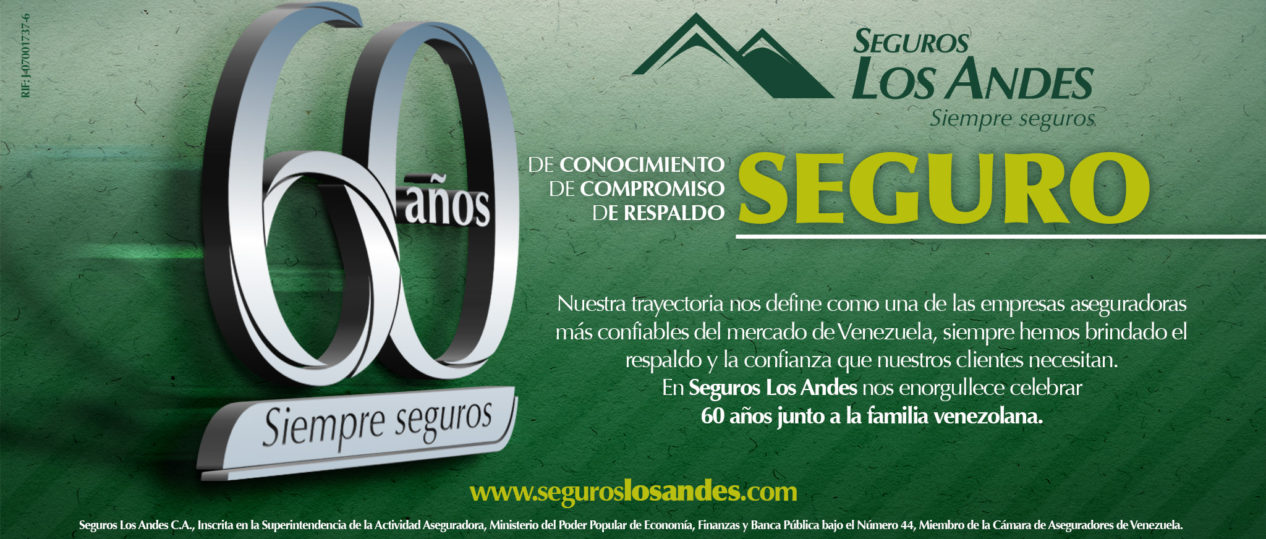 RIF: J-07001737-6
60
años
Siempre seguros
SEGUROS
LOS ANDES
Siempre seguros
DE CONOCIMIENTO
DE COMPROMISO
DE RESPALDO
SEGURO
Nuestra trayectoria nos define como una de las empresas aseguradoras
más confiables del mercado de Venezuela, siempre hemos brindado el
respaldo y la confianza que nuestros clientes necesitan.
En Seguros Los Andes nos enorgullece celebrar
60 años junto a la familia venezolana.
www.seguroslosandes.com
Seguros Los Andes C.A., Inscrita en la Superintendencia de la Actividad Aseguradora, Ministerio del Poder Popular de Economía, Finanzas y Banca Pública bajo el Número 44, Miembro de la Cámara de Aseguradores de Venezuela.